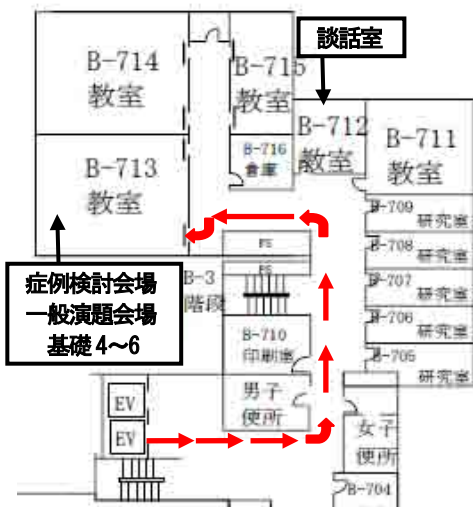 談話室
B-714
教室
B-715
教室
B-712
教室
B-711
教室
B-713
教室
B-716
倉庫
B-709
研究室
B-708
研究室
B-707
研究室
B-706
研究室
B-705
研究室
PS
PS
B-3
階段
症例検討会場
一般演題会場
基礎 4～6
B-710
印刷室
男子
便所
EV
EV
女子
便所
B-704